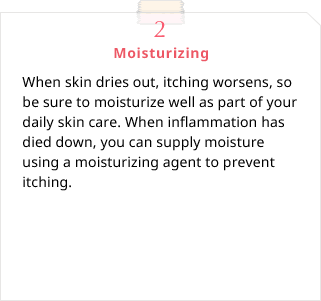 2
Moisturizing
When skin dries out, itching worsens, so
be sure to moisturize well as part of your
daily skin care. When inflammation has
died down, you can supply moisture
using a moisturizing agent to prevent
itching.